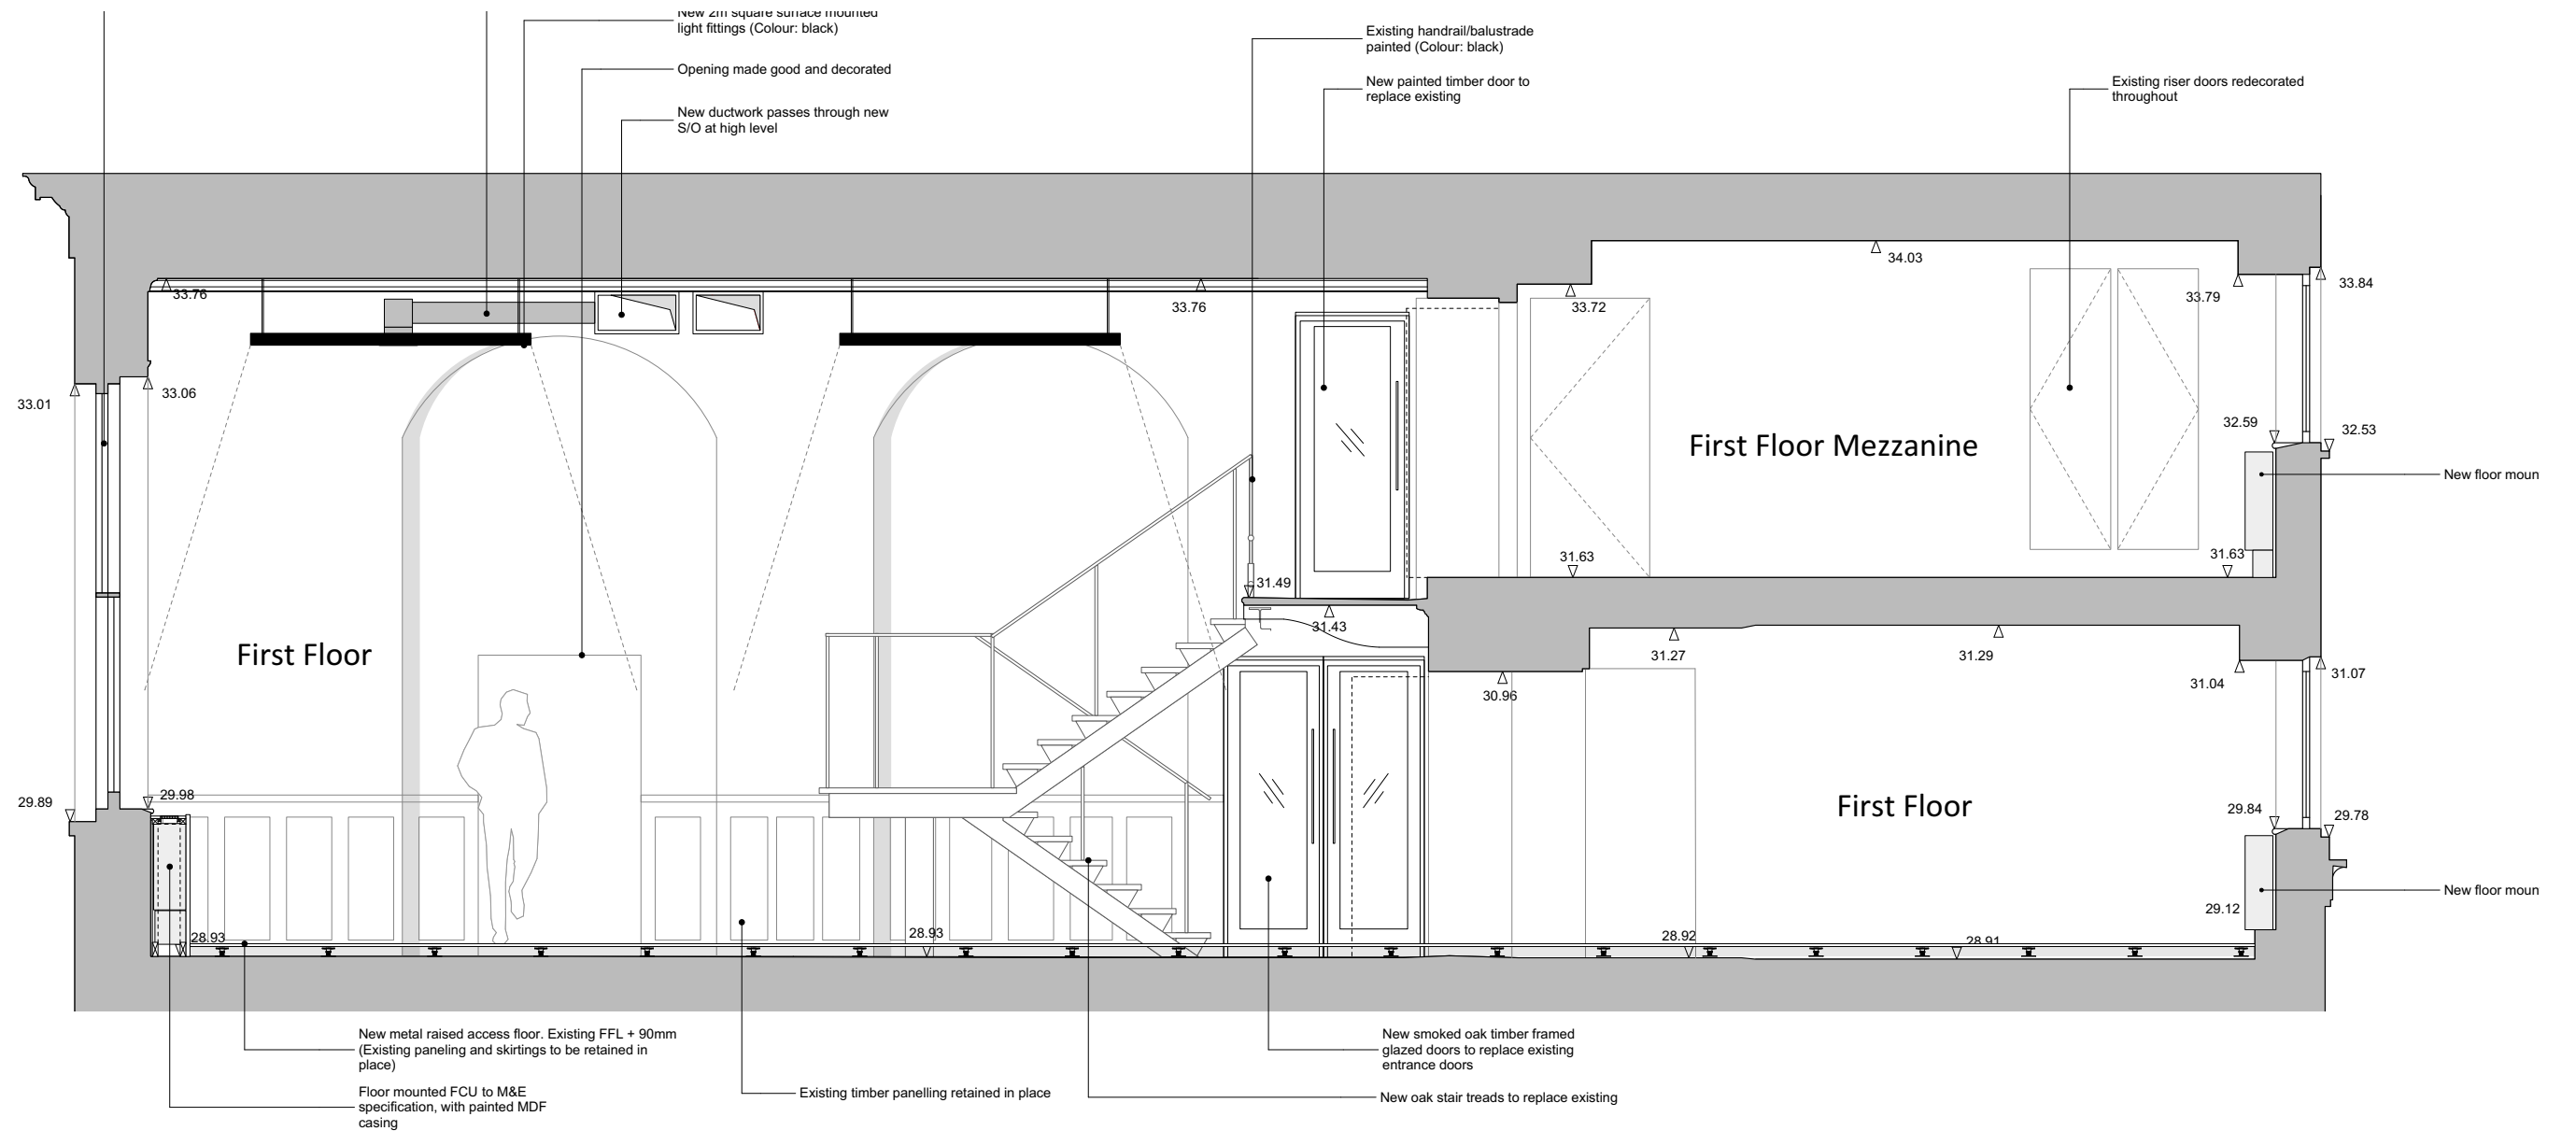 New 2m square surface mounted
light fittings (Colour: black)
Opening made good and decorated
New ductwork passes through new
S/O at high level
Existing handrail/balustrade
painted (Colour: black)
New painted timber door to
replace existing
Existing riser doors redecorated
throughout
34.03
33.76
33.76
33.72
33.79
33.84
33.01
33.06
32.59
32.53
First Floor Mezzanine
New floor moun
31.63
31.63
31.49
31.43
First Floor
31.27
31.29
31.04
31.07
30.96
29.89
29.98
First Floor
29.84
29.78
New floor moun
29.12
28.93
28.93
28.92
28.91
New metal raised access floor. Existing FFL + 90mm
(Existing paneling and skirtings to be retained in
place)
Floor mounted FCU to M&E
specification, with painted MDF
casing
Existing timber panelling retained in place
New smoked oak timber framed
glazed doors to replace existing
entrance doors
New oak stair treads to replace existing